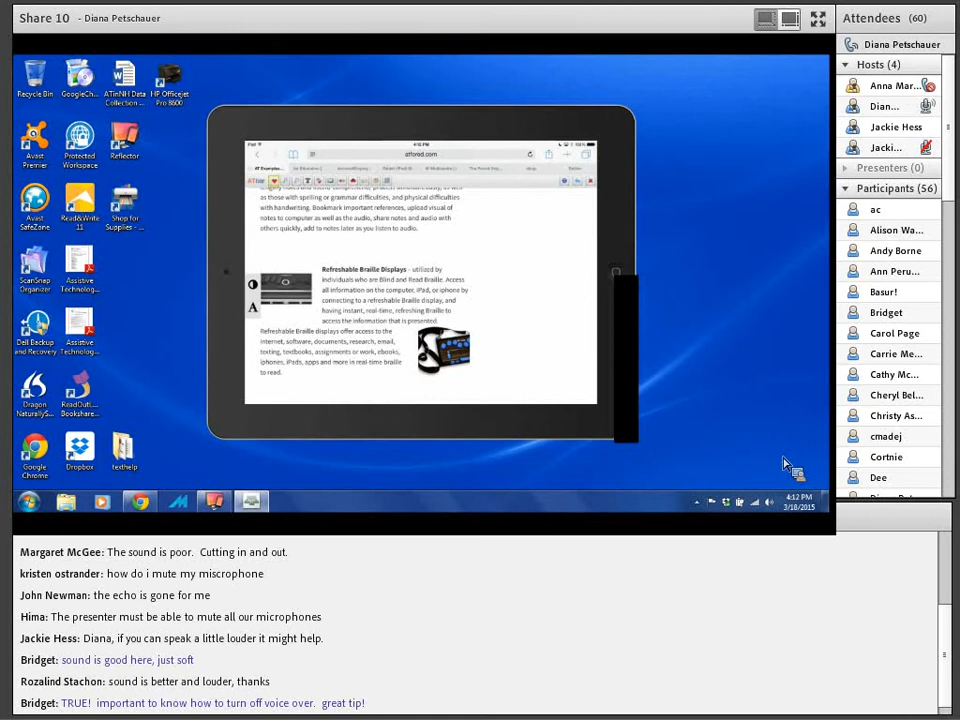 Share 10 - Diana Petschauer
Attendees (60)
Diana Petschauer
Hosts (4)
Anna Mar...
Dian...
Jackie Hess
Jacki...
Presenters (0)
Participants (56)
ac
Alison Wa...
Andy Borne
Ann Peru...
Basur!
Bridget
Carol Page
Carrie Me...
Cathy Mc...
Cheryl Bel...
Christy As...
cmadej
Cortnie
Dee
Recycle Bin
GoogleCh...
ATinNH Data
Collection ...
HP Officejet
Pro 8600
Avast
Premier
Protected
Workspace
Reflector
Avast
SafeZone
Read&Write
11
Shop for
Supplies - ...
ScanSnap
Organizer
Assistive
Technolog...
Dell Backup
and Recovery
Assistive
Technolog...
Dragon
NaturallyS...
ReadOutL...
Bookshare...
Google
Chrome
Dropbox
texthelp
4:12 PM
atfored.com
as those with spelling or grammar difficulties, and physical difficulties
with handwriting. Bookmark important references, upload visual of
notes to computer as well as the audio, share notes and audio with
others quickly, add to notes later as you listen to audio.
Refreshable Braille Displays - utilized by
individuals who are Blind and Read Braille. Access
all information on the computer, iPad, or iphone by
connecting to a refreshable Braille display, and
having instant, real-time, refreshing Braille to
access the information that is presented.
Refreshable Braille displays offer access to the
internet, software, documents, research, email,
texting, textbooks, assignments or work, ebooks,
iphones, iPads, apps and more in real-time braille
to read.
A
4:12 PM
3/18/2015
Margaret McGee: The sound is poor. Cutting in and out.
kristen ostrander: how do i mute my miscrophone
John Newman: the echo is gone for me
Hima: The presenter must be able to mute all our microphones
Jackie Hess: Diana, if you can speak a little louder it might help.
Bridget: sound is good here, just soft
Rozalind Stachon: sound is better and louder, thanks
Bridget: TRUE! important to know how to turn off voice over. great tip!